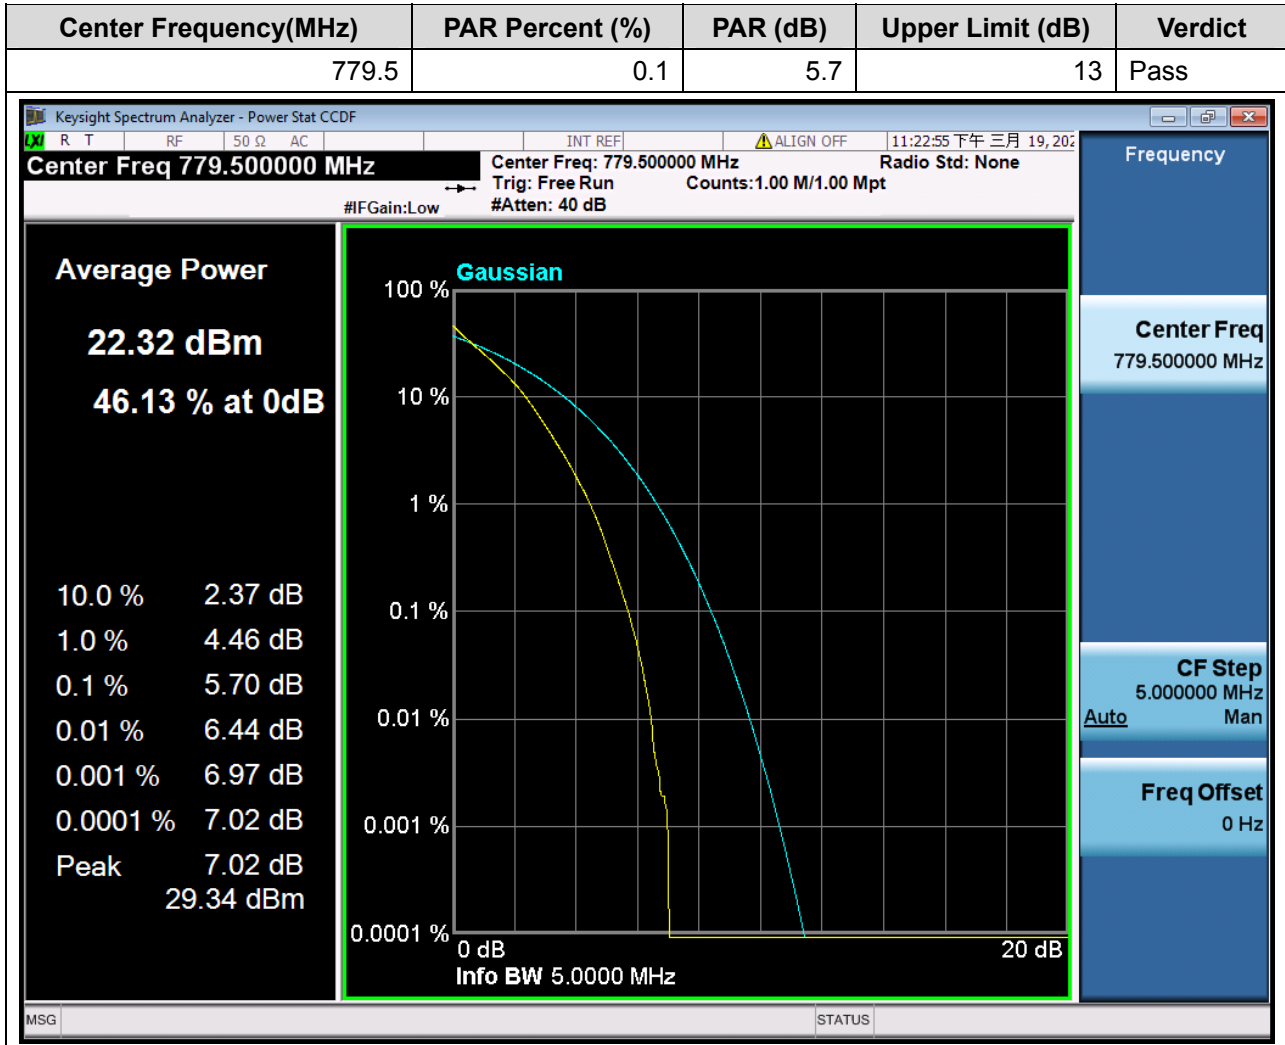 Center Frequency(MHz) PAR Percent (%) PAR (dB) Upper Limit (dB) Verdict
779.5 0.1 5.7 13 Pass
Keysight Spectrum Analyzer - Power Stat CCDF
LXI R T RF 50 Ω AC INT REF ALIGN OFF 11:22:55 下午 三月 19, 202
Center Freq 779.500000 MHz
#IFGain:Low
Center Freq: 779.500000 MHz Radio Std: None
Trig: Free Run Counts:1.00 M/1.00 Mpt
#Atten: 40 dB
Average Power
22.32 dBm
46.13 % at 0dB
10.0 % 2.37 dB
1.0 % 4.46 dB
0.1 % 5.70 dB
0.01 % 6.44 dB
0.001 % 6.97 dB
0.0001 % 7.02 dB
Peak 7.02 dB
29.34 dBm
Gaussian
100 %
10 %
1 %
0.1 %
0.01 %
0.001 %
0.0001 %
0 dB 20 dB
Info BW 5.0000 MHz
Frequency
Center Freq
779.500000 MHz
CF Step
5.000000 MHz
Auto Man
Freq Offset
0 Hz
MSG STATUS